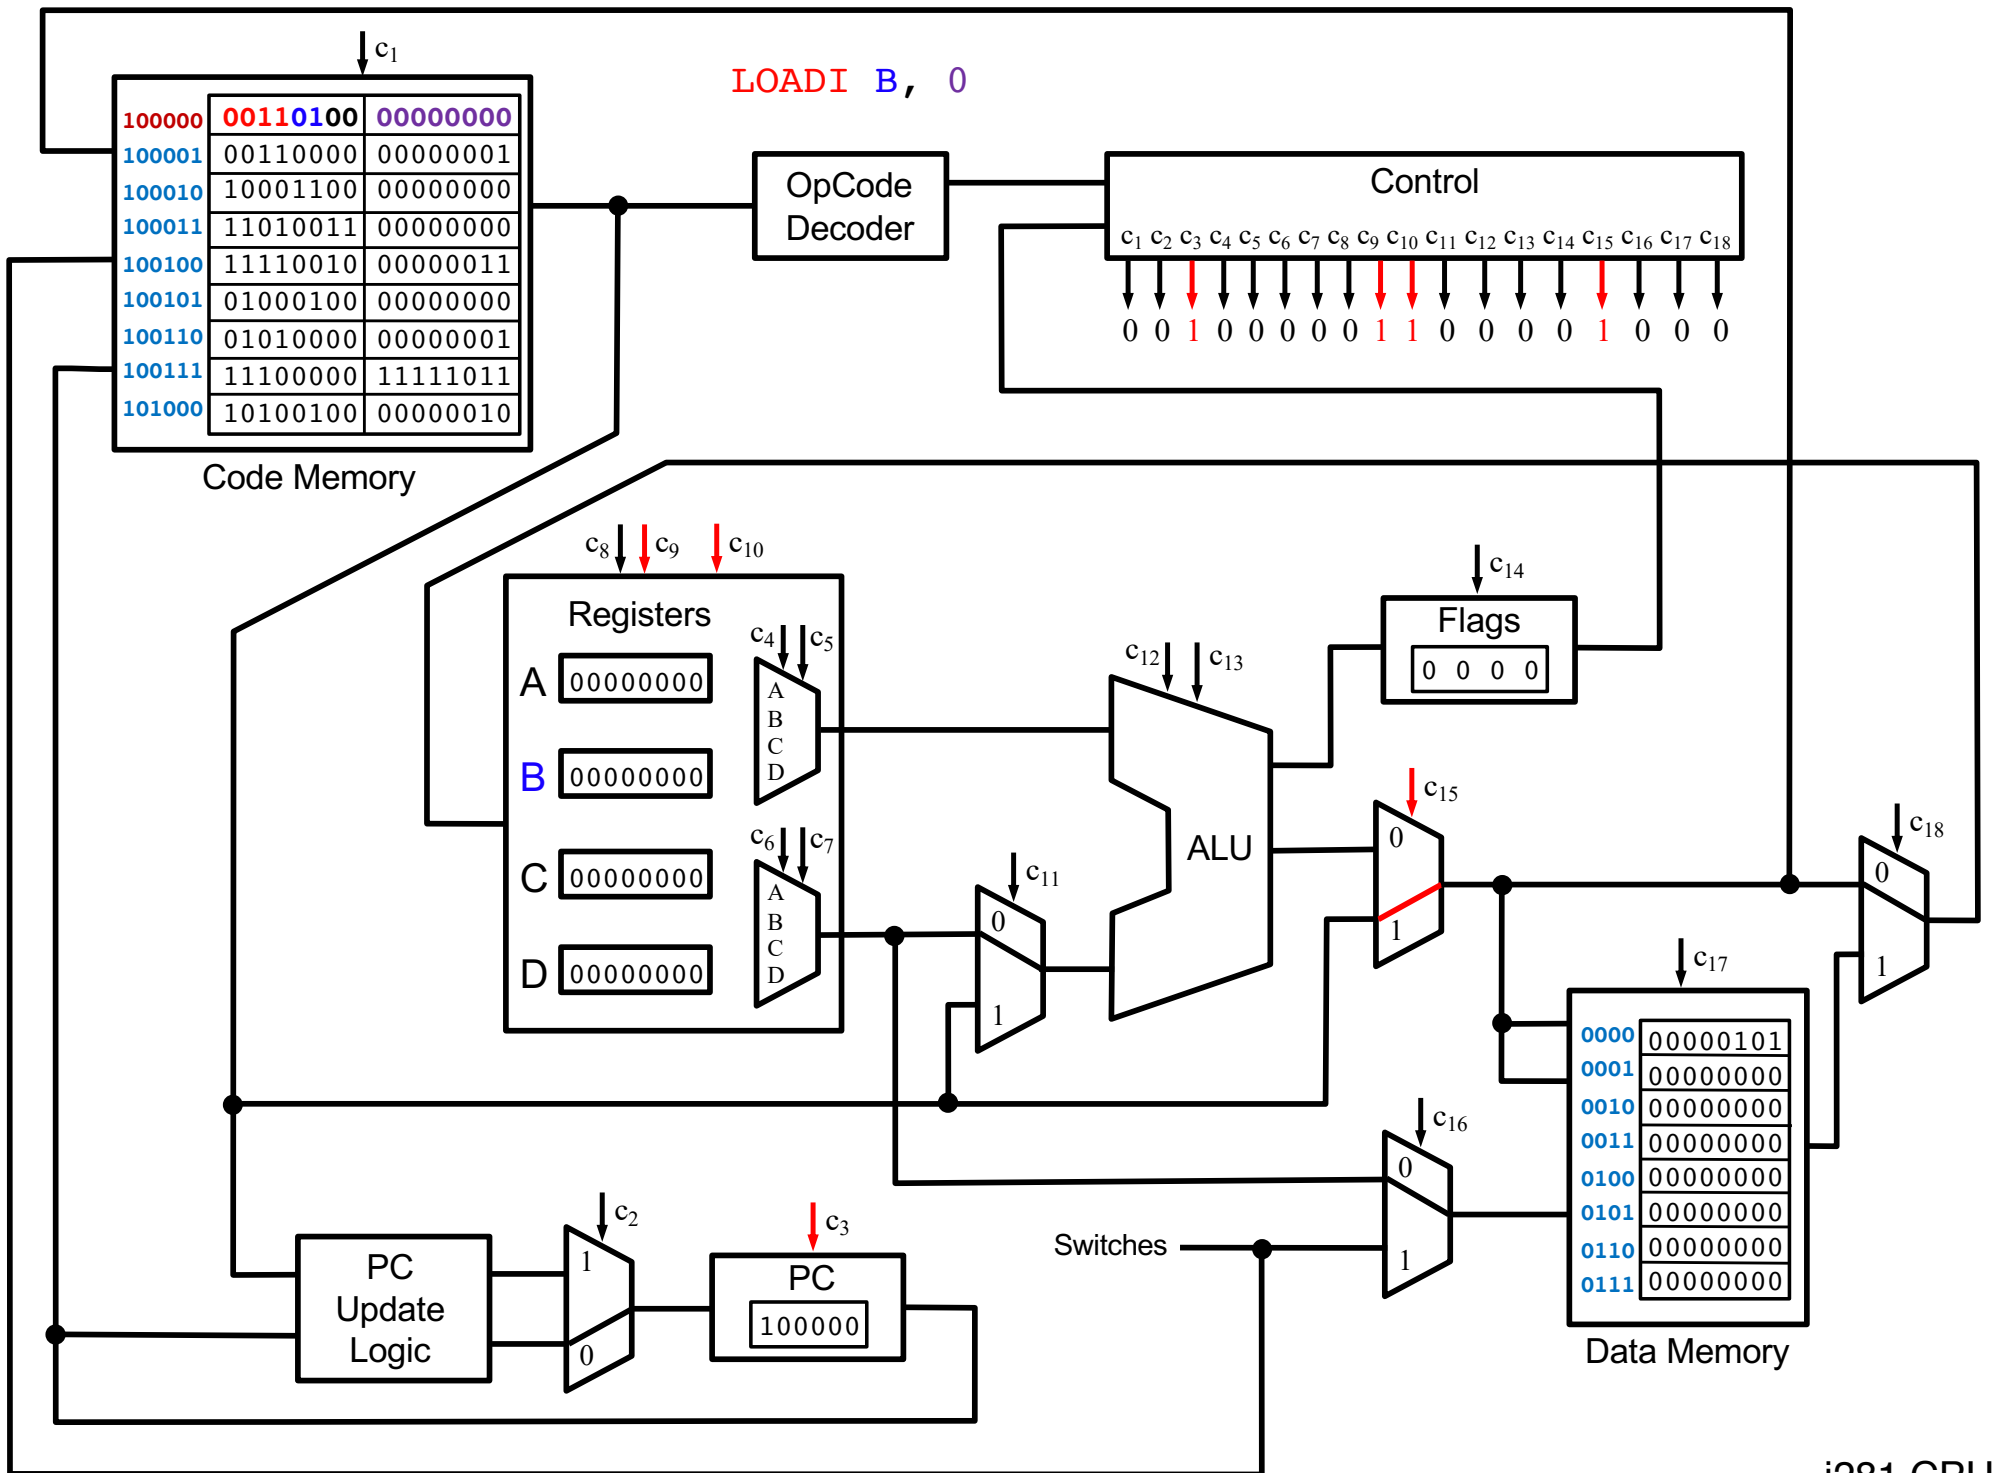 c1
LOADI B, 0
100000 00110100 00000000
100001 00110000 00000001
100010 10001100 00000000
100011 11010011 00000000
100100 11110010 00000011
100101 01000100 00000000
100110 01010000 00000001
100111 11100000 11111011
101000 10100100 00000010
Code Memory
OpCode
Decoder
Control
c1 c2 c3 c4 c5 c6 c7 c8 c9 c10 c11 c12 c13 c14 c15 c16 c17 c18
0 0 1 0 0 0 0 0 1 1 0 0 0 0 1 0 0 0
c8 c9 c10
Registers
A 00000000
B 00000000
C 00000000
D 00000000
c4 c5
A
B
C
D
c6 c7
A
B
C
D
c11
0
1
c12 c13
ALU
c14
Flags
0 0 0 0
c15
0
1
c18
0
1
c17
0000 00000101
0001 00000000
0010 00000000
0011 00000000
0100 00000000
0101 00000000
0110 00000000
0111 00000000
Data Memory
c16
0
1
Switches
PC
Update
Logic
c2
1
0
c3
PC
100000
i281 CPU